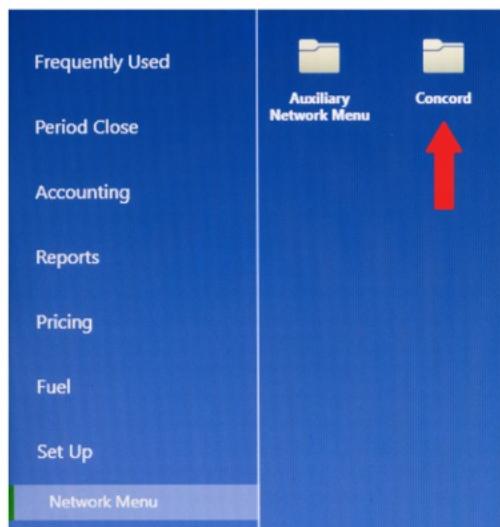 Frequently Used
Period Close
Accounting
Reports
Pricing
Fuel
Set Up
Network Menu
Auxiliary
Network Menu
Concord